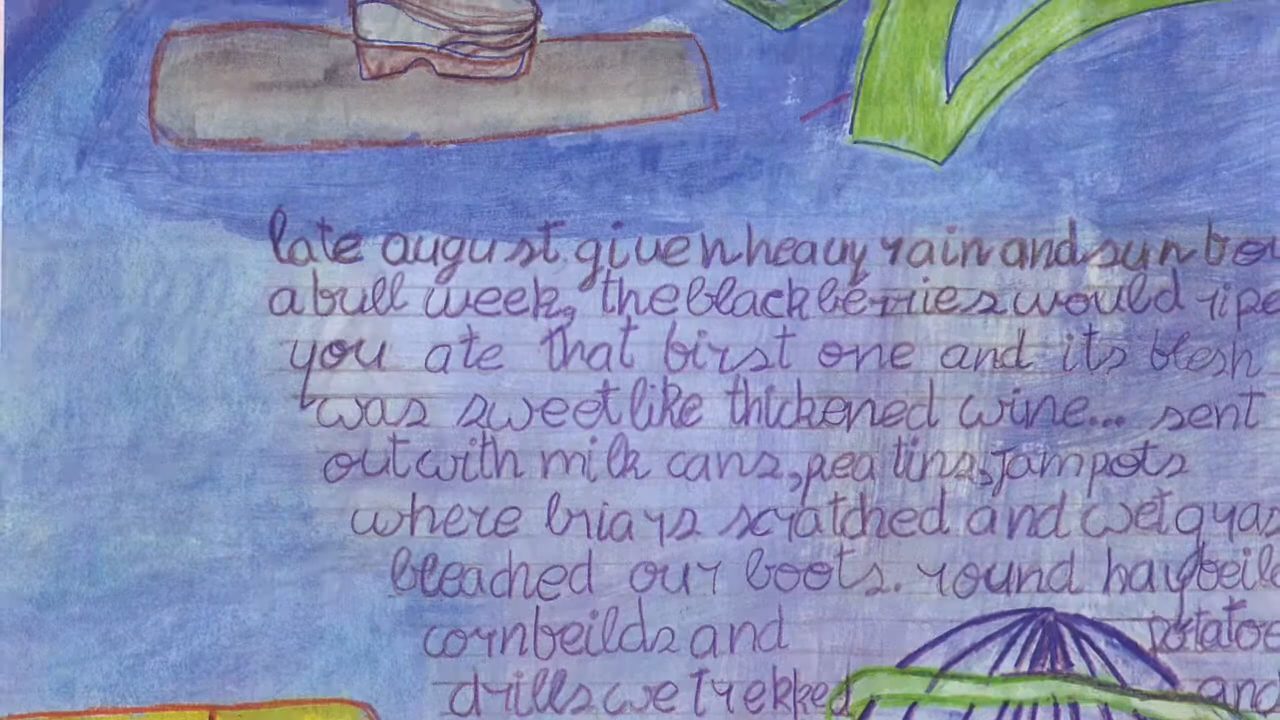 late august. given heavy rain and sun bo
a bull week, the blackberries would ripe
you ate that birst one and its blesh
was sweet like thickened wine... sent
out with milk cans, pea tins, jampots
where briars scratched and wet gras
bleached our boots. round haybeil
cornbeilds and potatoe
drills we trekked and